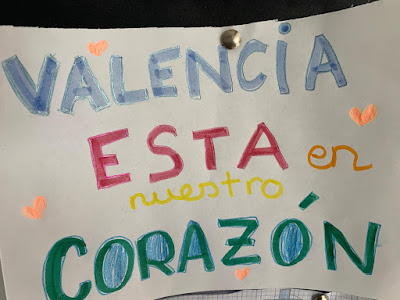 VALENCiA
ESTA en
nuestro
CORAZÓN